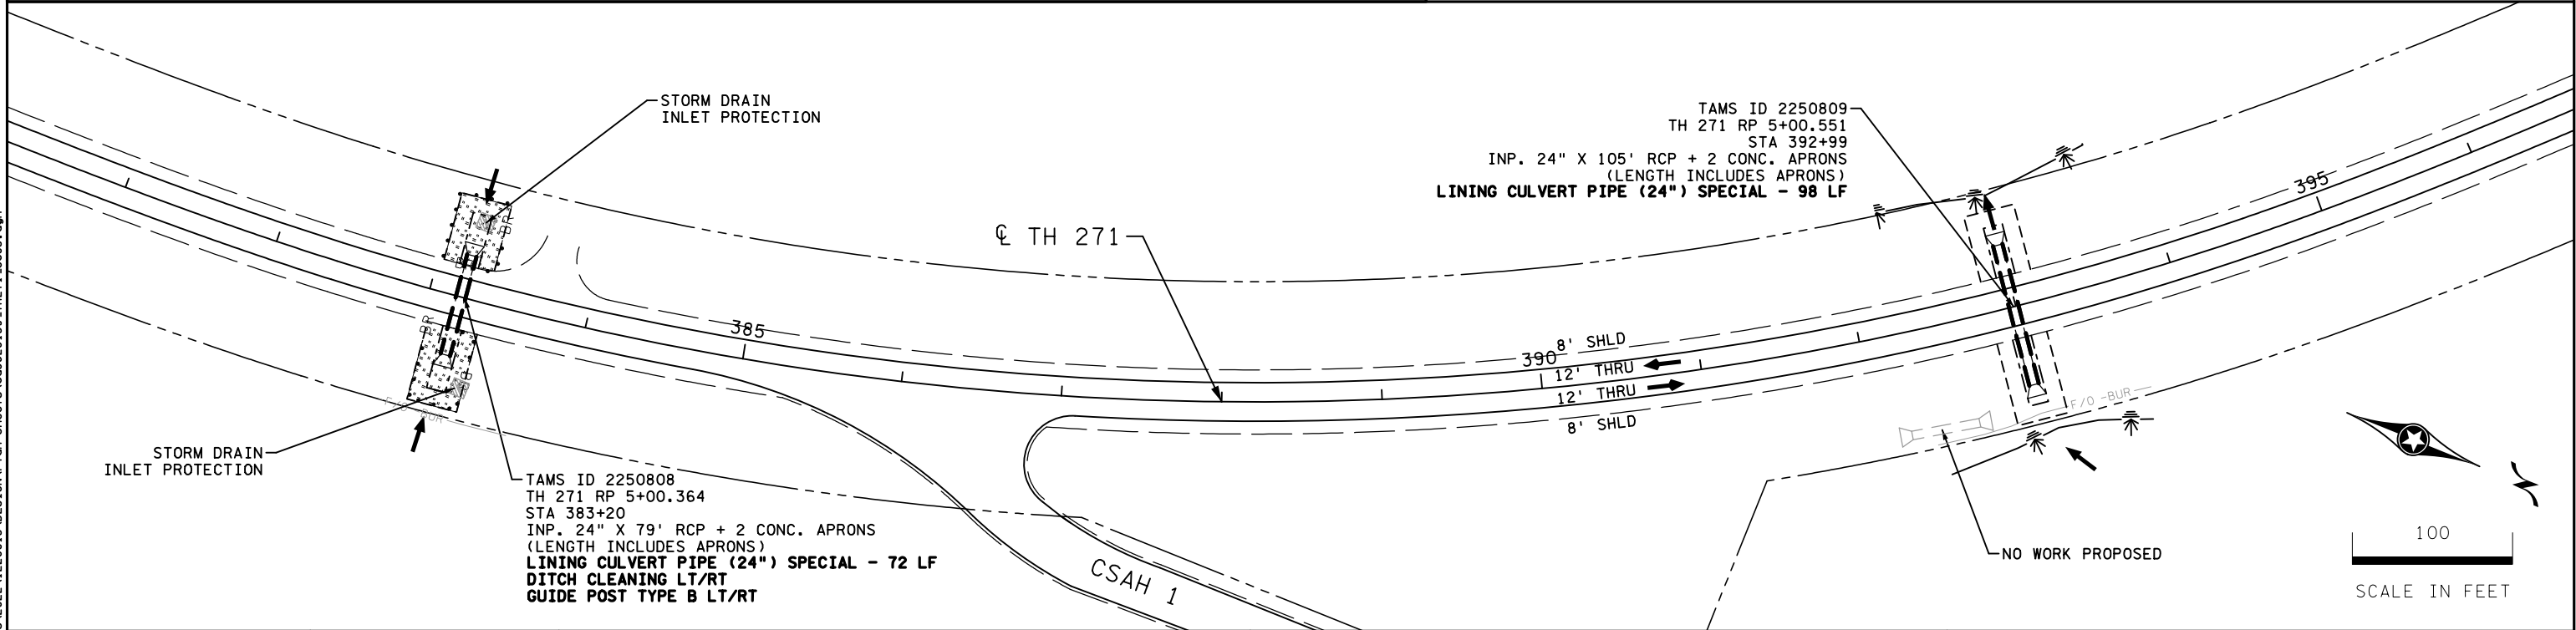 STORM DRAIN
INLET PROTECTION
TAMS ID 2250809
TH 271 RP 5+00.551
STA 392+99
INP. 24" X 105' RCP + 2 CONC. APRONS
(LENGTH INCLUDES APRONS)
LINING CULVERT PIPE (24") SPECIAL - 98 LF
395
BR
℄ TH 271
BR
385
8' SHLD
390
12' THRU
12' THRU
8' SHLD
F/O -BUR
F/O -BUR
STORM DRAIN
INLET PROTECTION
TAMS ID 2250808
TH 271 RP 5+00.364
STA 383+20
INP. 24" X 79' RCP + 2 CONC. APRONS
(LENGTH INCLUDES APRONS)
LINING CULVERT PIPE (24") SPECIAL - 72 LF
DITCH CLEANING LT/RT
GUIDE POST TYPE B LT/RT
CSAH 1
NO WORK PROPOSED
100
SCALE IN FEET